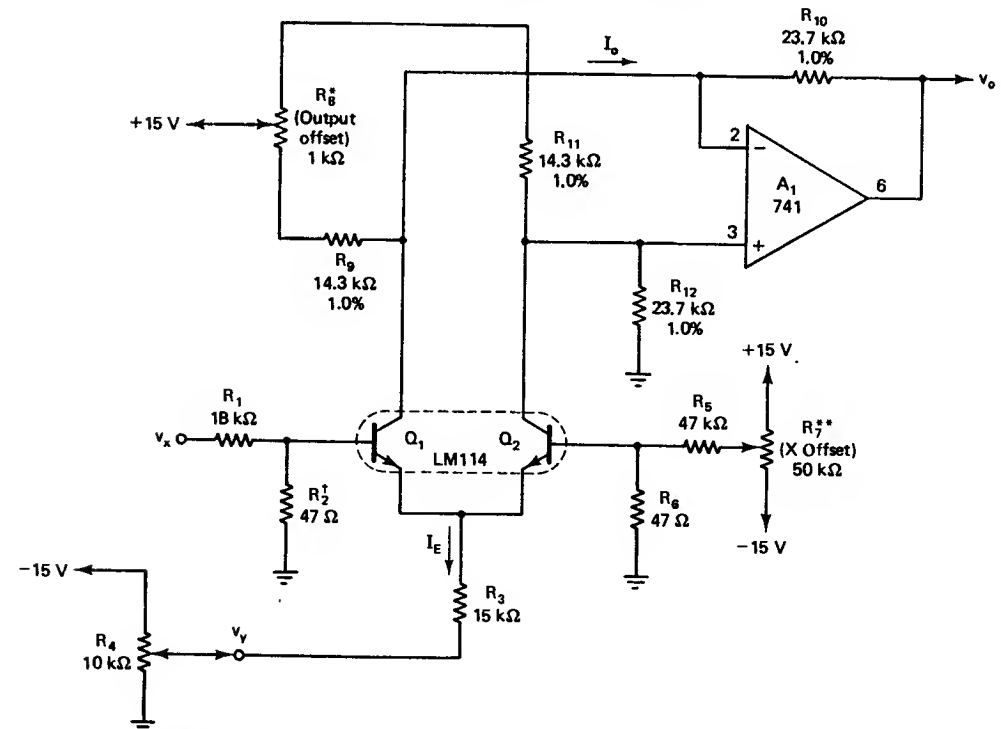 R10
23.7 kΩ
1.0%
Io
vo
R8*
(Output
offset)
1 kΩ
+15 V
R11
14.3 kΩ
1.0%
2
−
A1
741
6
3
+
R9
14.3 kΩ
1.0%
R12
23.7 kΩ
1.0%
+15 V
R1
18 kΩ
vx
Q1
Q2
LM114
R5
47 kΩ
R7**
(X Offset)
50 kΩ
R2†
47 Ω
R6
47 Ω
−15 V
IE
−15 V
R3
15 kΩ
R4
10 kΩ
vy